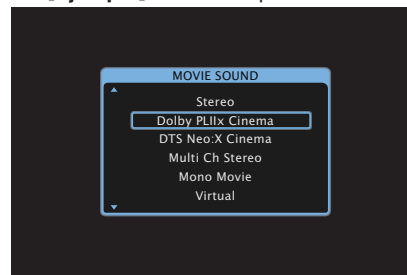 MOVIE SOUND
Stereo
Dolby PLIIx Cinema
DTS Neo:X Cinema
Multi Ch Stereo
Mono Movie
Virtual